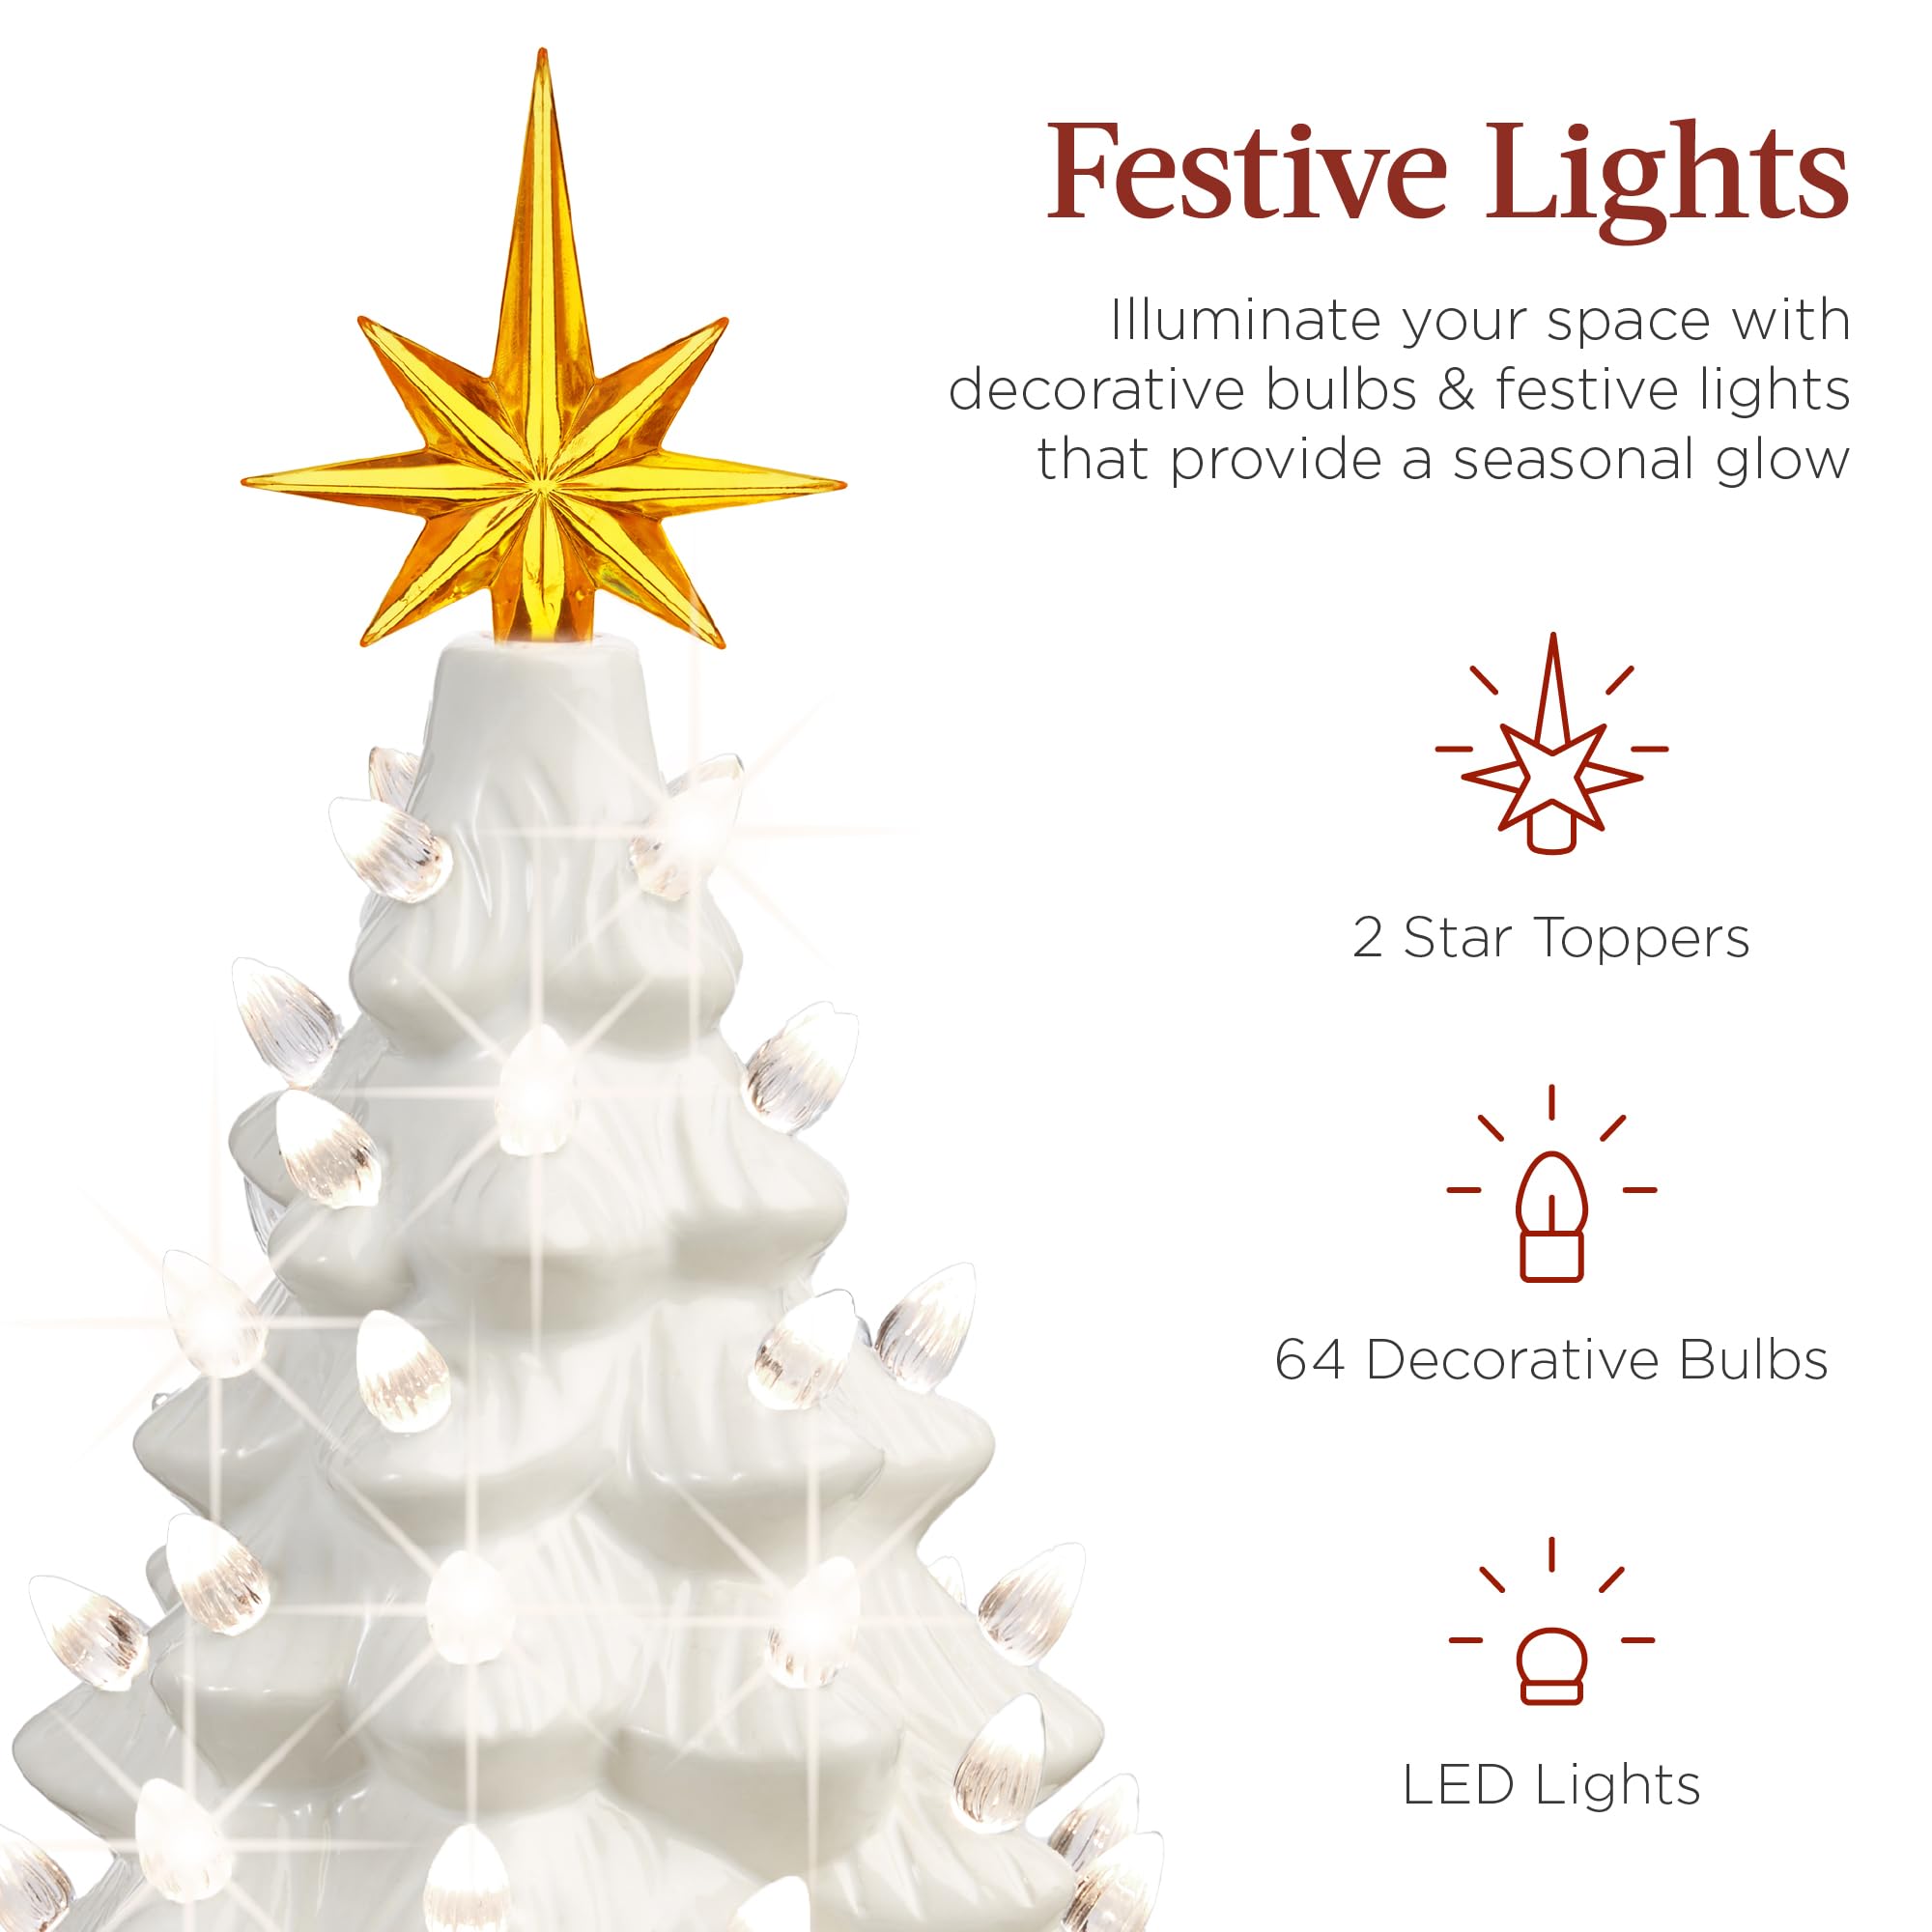 Festive Lights
Illuminate your space with
decorative bulbs & festive lights
that provide a seasonal glow
2 Star Toppers
64 Decorative Bulbs
LED Lights